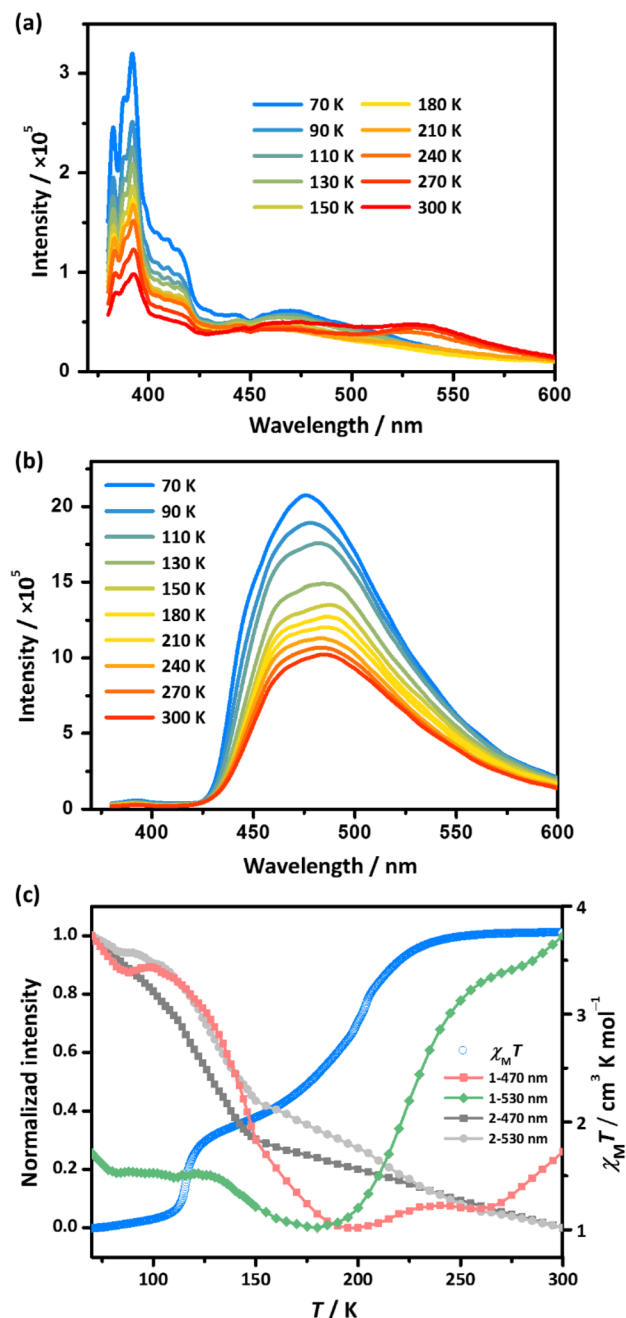 (a)
3
2
1
0
Intensity / ×10⁵
70 K
90 K
110 K
130 K
150 K
180 K
210 K
240 K
270 K
300 K
400 450 500 550 600
Wavelength / nm
(b)
20
15
10
5
0
Intensity / ×10⁵
70 K
90 K
110 K
130 K
150 K
180 K
210 K
240 K
270 K
300 K
400 450 500 550 600
Wavelength / nm
(c)
1.0
0.8
0.6
0.4
0.2
0.0
Normalizad intensity
χMT
1-470 nm
1-530 nm
2-470 nm
2-530 nm
4
3
2
1
χMT / cm³ K mol⁻¹
100 150 200 250 300
T / K